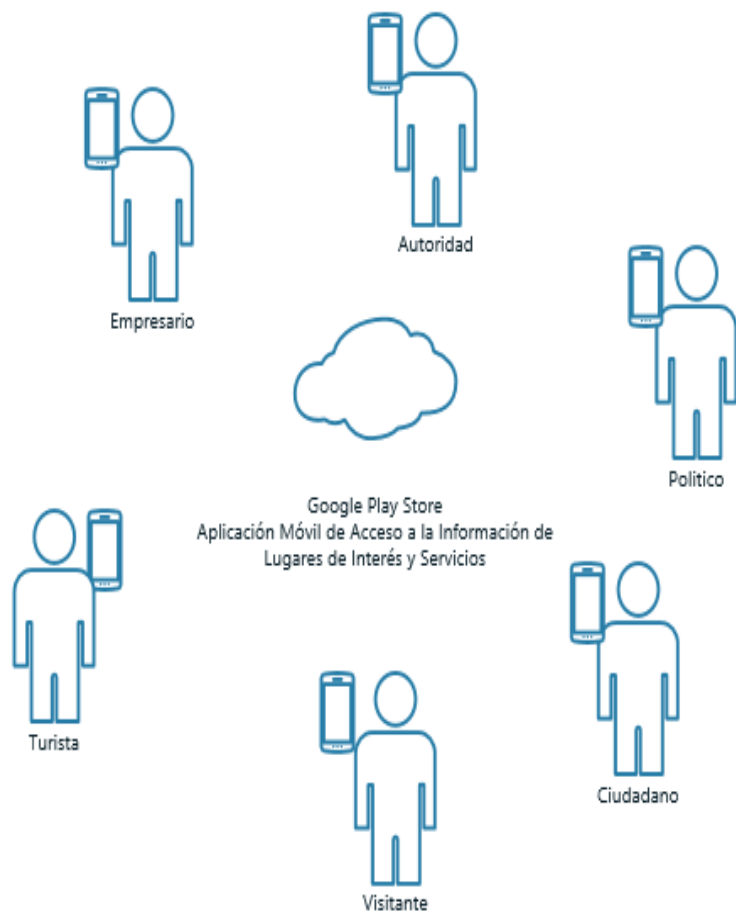 Autoridad
Empresario
Politico
Google Play Store
Aplicación Móvil de Acceso a la Información de
Lugares de Interés y Servicios
Turista
Ciudadano
Visitante